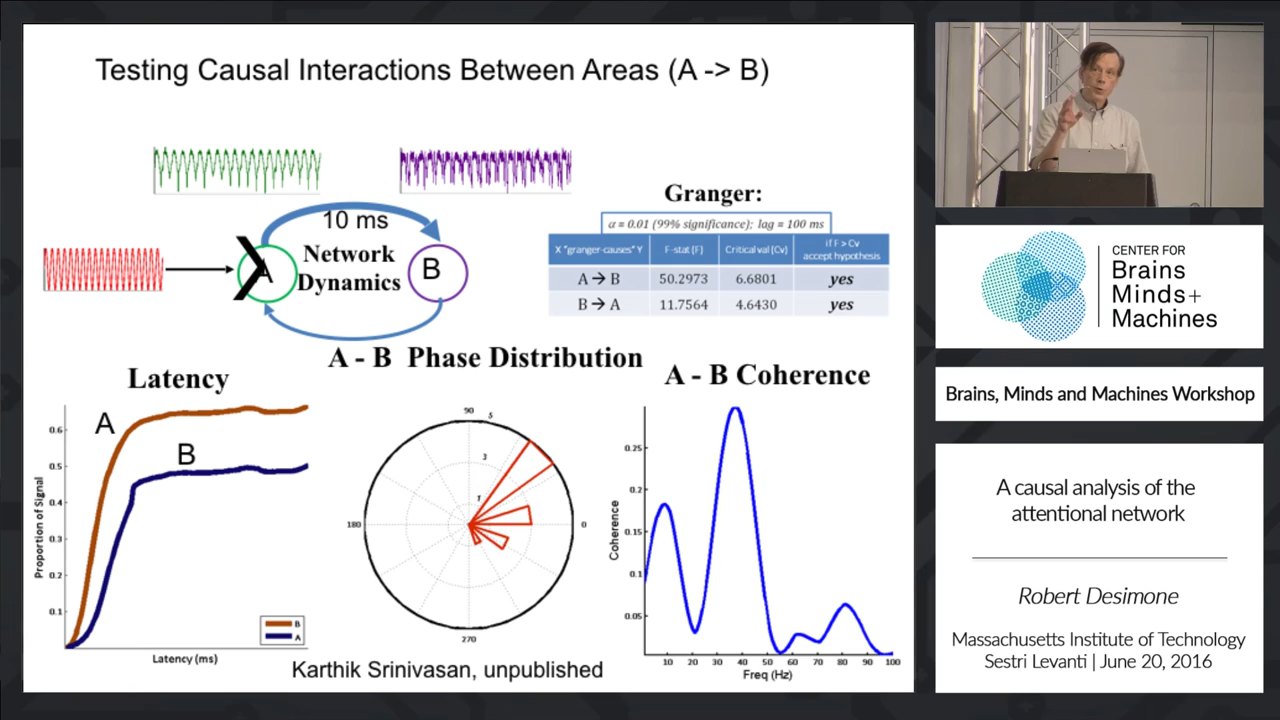 Testing Causal Interactions Between Areas (A -> B)
10 ms
Network
Dynamics
A
B
Granger:
α = 0.01 (99% significance); lag = 100 ms
X "granger-causes" Y F-stat (F) Critical val (Cv) if F > Cv
accept hypothesis
A → B 50.2973 6.6801 yes
B → A 11.7564 4.6430 yes
Latency
A - B Phase Distribution
A - B Coherence
A
B
0.6
0.5
0.4
0.3
0.2
0.1
Proportion of Signal
Latency (ms)
B
A
90
5
3
1
180
0
270
0.25
0.2
0.15
0.1
0.05
Coherence
10 20 30 40 50 60 70 80 90 100
Freq (Hz)
Karthik Srinivasan, unpublished
CENTER FOR
Brains
Minds+
Machines
Brains, Minds and Machines Workshop
A causal analysis of the
attentional network
Robert Desimone
Massachusetts Institute of Technology
Sestri Levanti | June 20, 2016